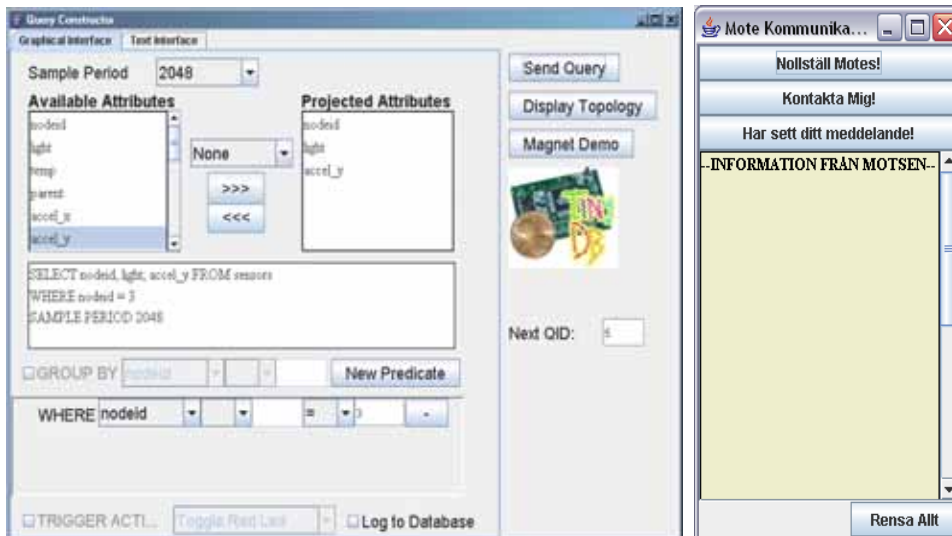 Query Constructor
Graphical Interface
Text Interface
Sample Period 2048
Available Attributes
nodeid
light
temp
parent
accel_x
accel_y
None
>>>
<<<
Projected Attributes
nodeid
light
accel_y
SELECT nodeid, light, accel_y FROM sensors
WHERE nodeid = 3
SAMPLE PERIOD 2048
GROUP BY nodeid
New Predicate
WHERE nodeid = 3 -
TRIGGER ACTI... Toggle Red Led
Log to Database
Send Query
Display Topology
Magnet Demo
Tiny
DB
Next QID:
Mote Kommunika...
Nollställ Motes!
Kontakta Mig!
Har sett ditt meddelande!
--INFORMATION FRÅN MOTSEN--
Rensa Allt